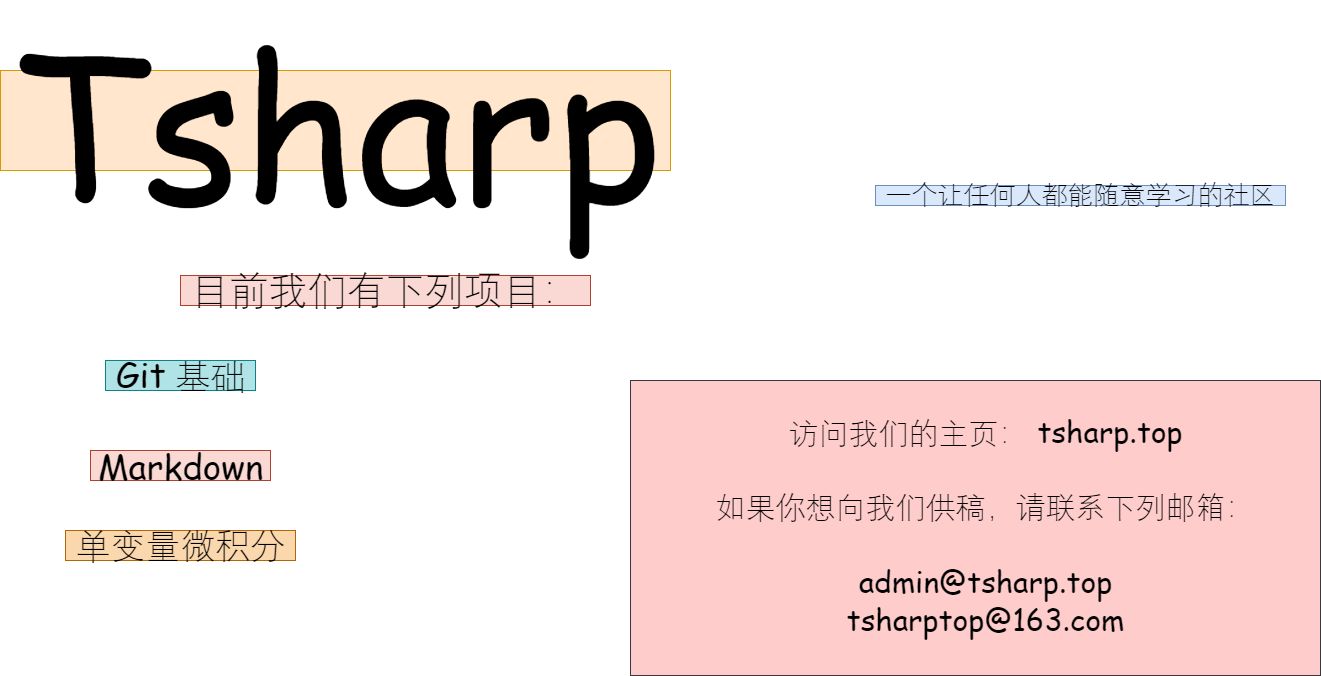 Tsharp
一个让任何人都能随意学习的社区
目前我们有下列项目：
Git 基础
Markdown
单变量微积分
访问我们的主页： tsharp.top
如果你想向我们供稿，请联系下列邮箱：
admin@tsharp.top
tsharptop@163.com